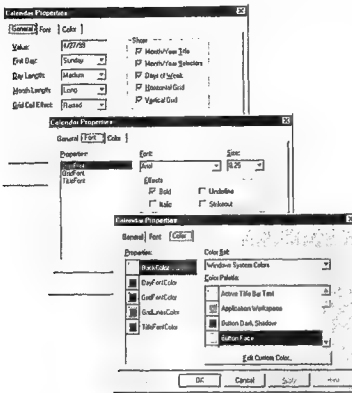 Calendar Properties
General Font Color
Value: 4/27/99
First Day: Sunday
Day Length: Medium
Month Length: Long
Grid Cell Effect: Raised
Show
Month/Year Title
Month/Year Selectors
Days of Week
Horizontal Grid
Vertical Grid
Calendar Properties
General Font Color
Properties:
GridFont
TitleFont
Font:
Arial
Size:
8.25
Effects
Bold
Underline
Italic
Strikeout
Calendar Properties
General Font Color
Properties:
BackColor
DayFontColor
GridFontColor
GridLinesColor
TitleFontColor
Color Set:
Windows System Colors
Color Palette:
Active Title Bar Text
Application Workspace
Button Dark Shadow
Button Face
Edit Custom Color...
OK Cancel Apply Help